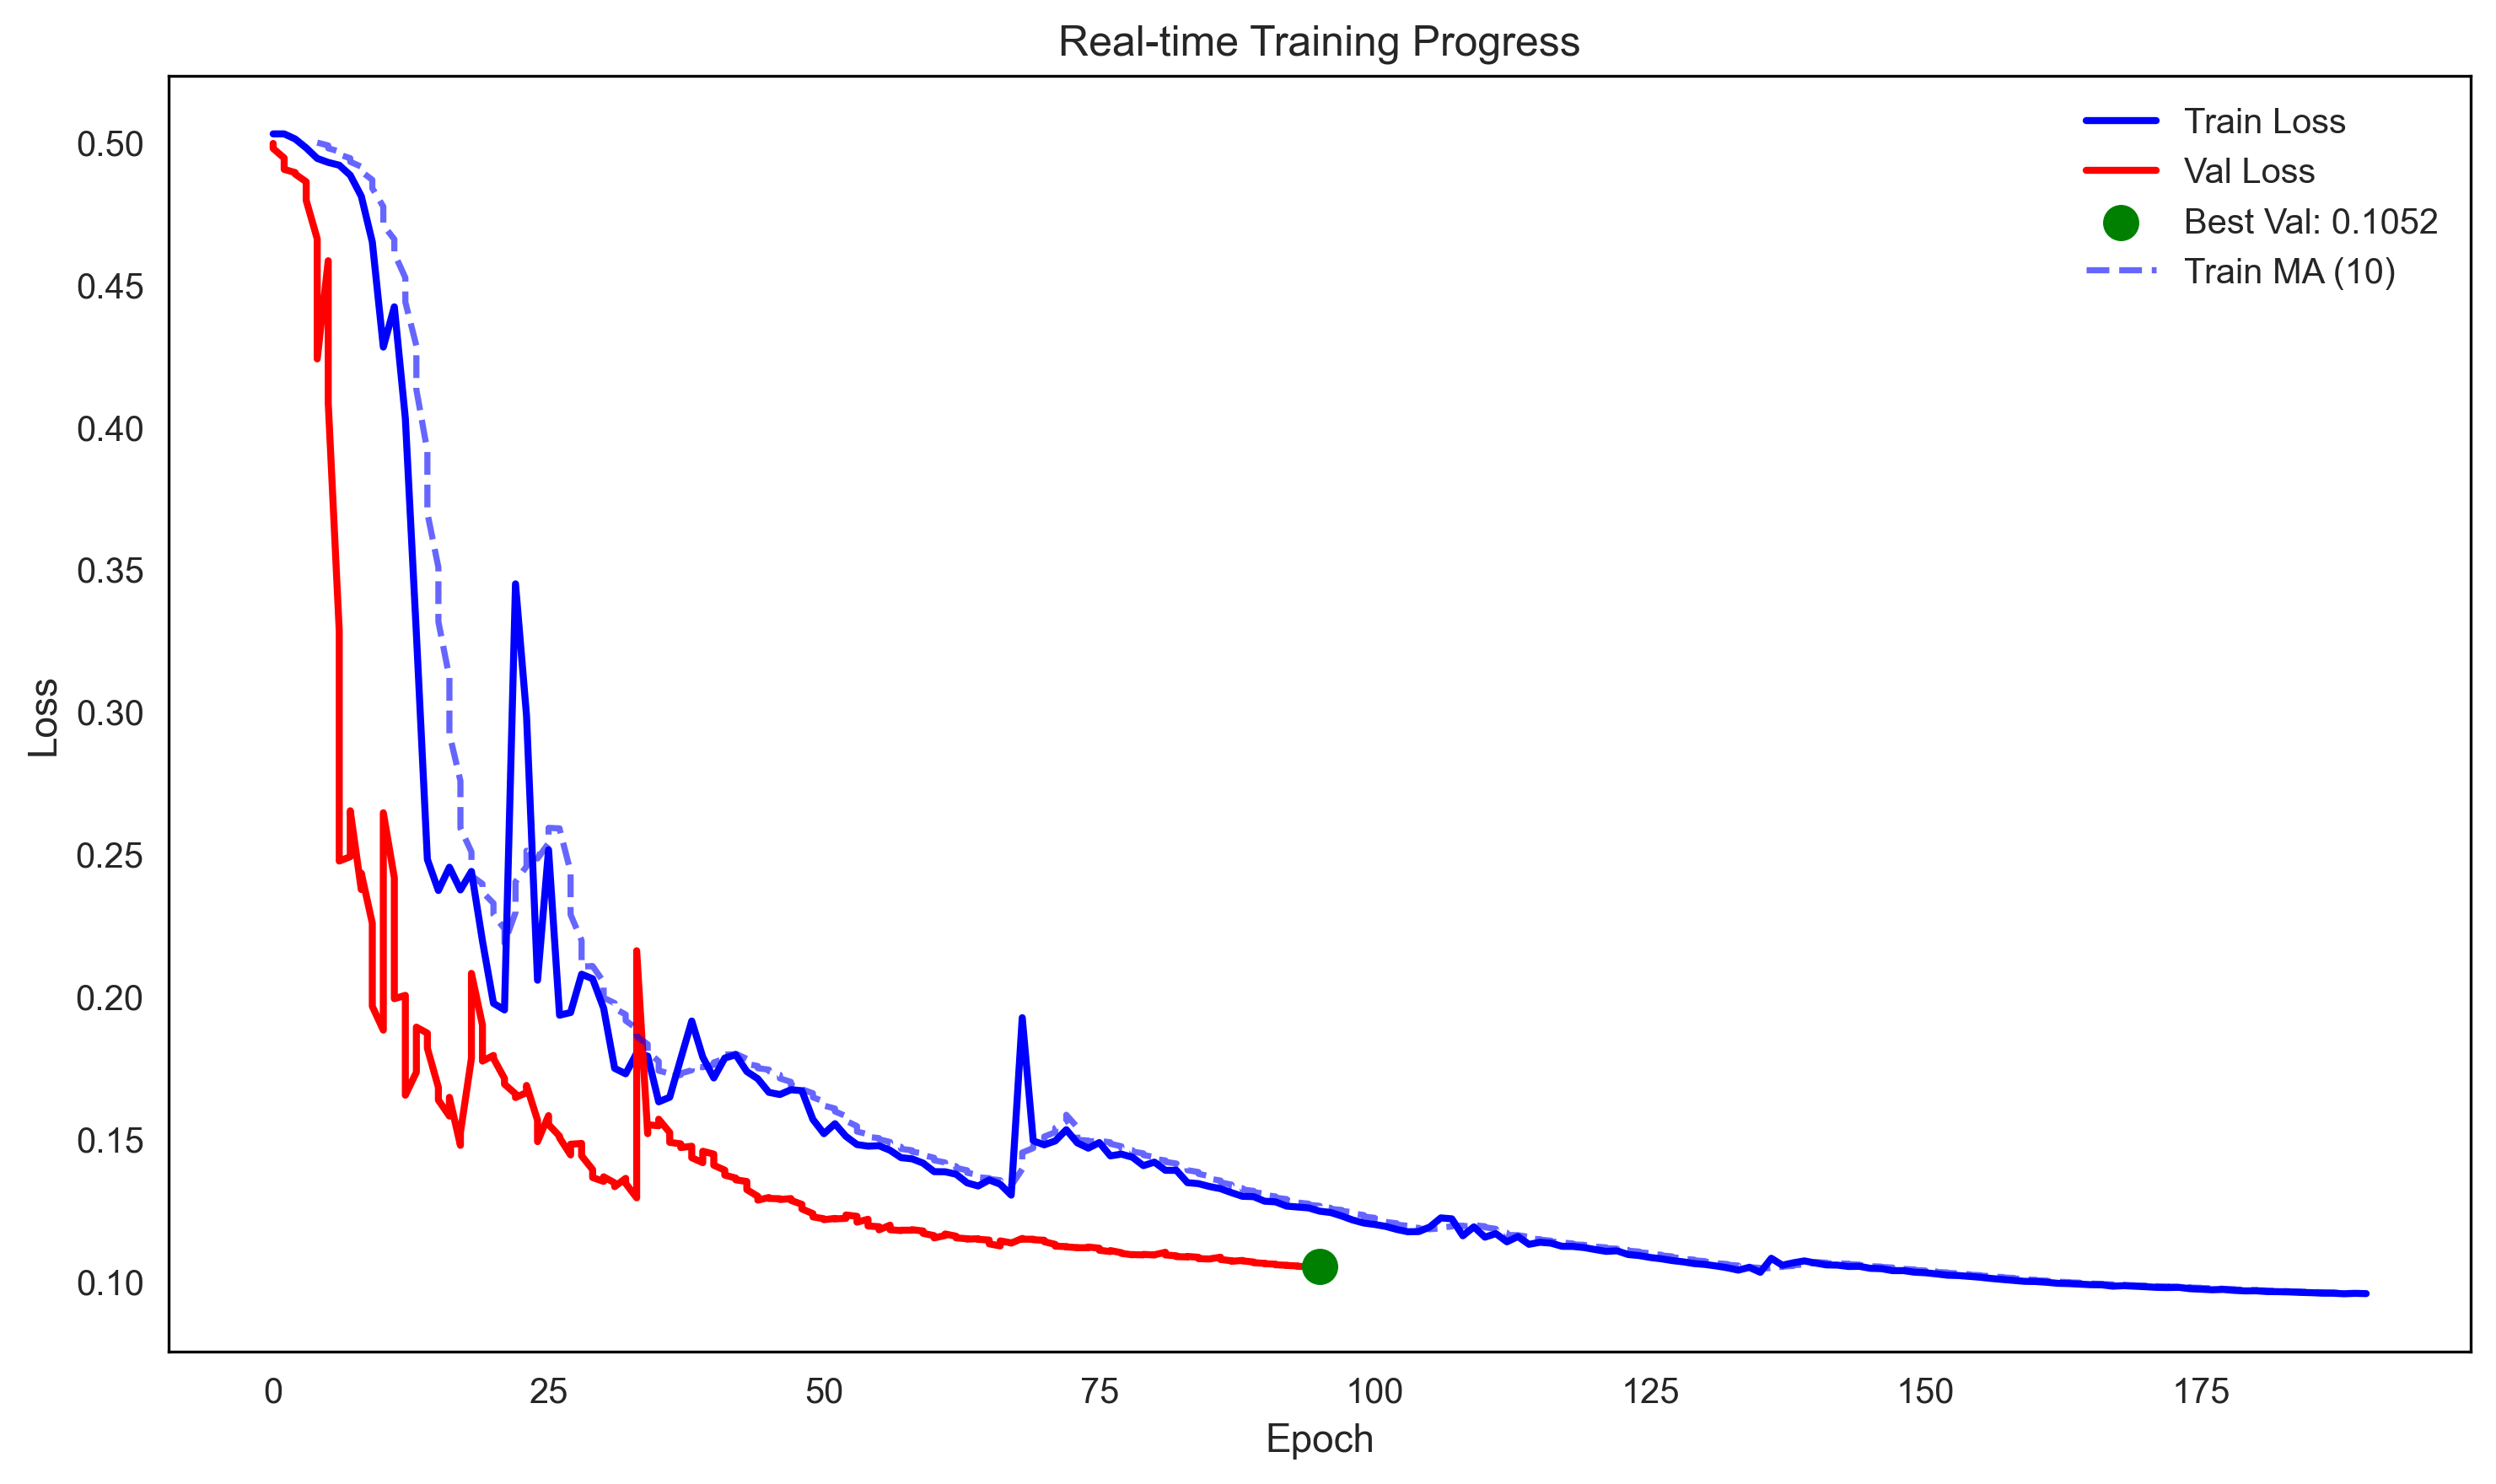 Real-time Training Progress
Train Loss
Val Loss
Best Val: 0.1052
Train MA (10)
Loss
0.50
0.45
0.40
0.35
0.30
0.25
0.20
0.15
0.10
0 25 50 75 100 125 150 175
Epoch